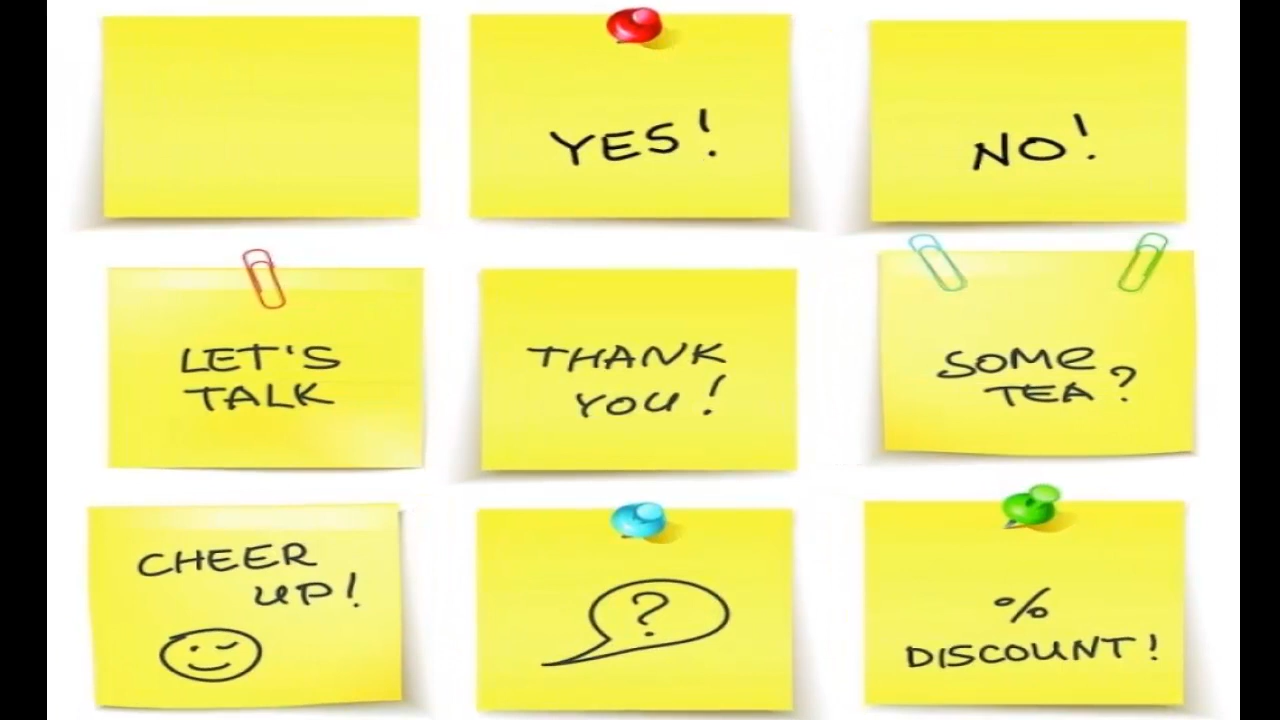 YES!
NO!
LET'S
TALK
THANK
YOU!
SOME
TEA?
CHEER
UP!
?
%
DISCOUNT!